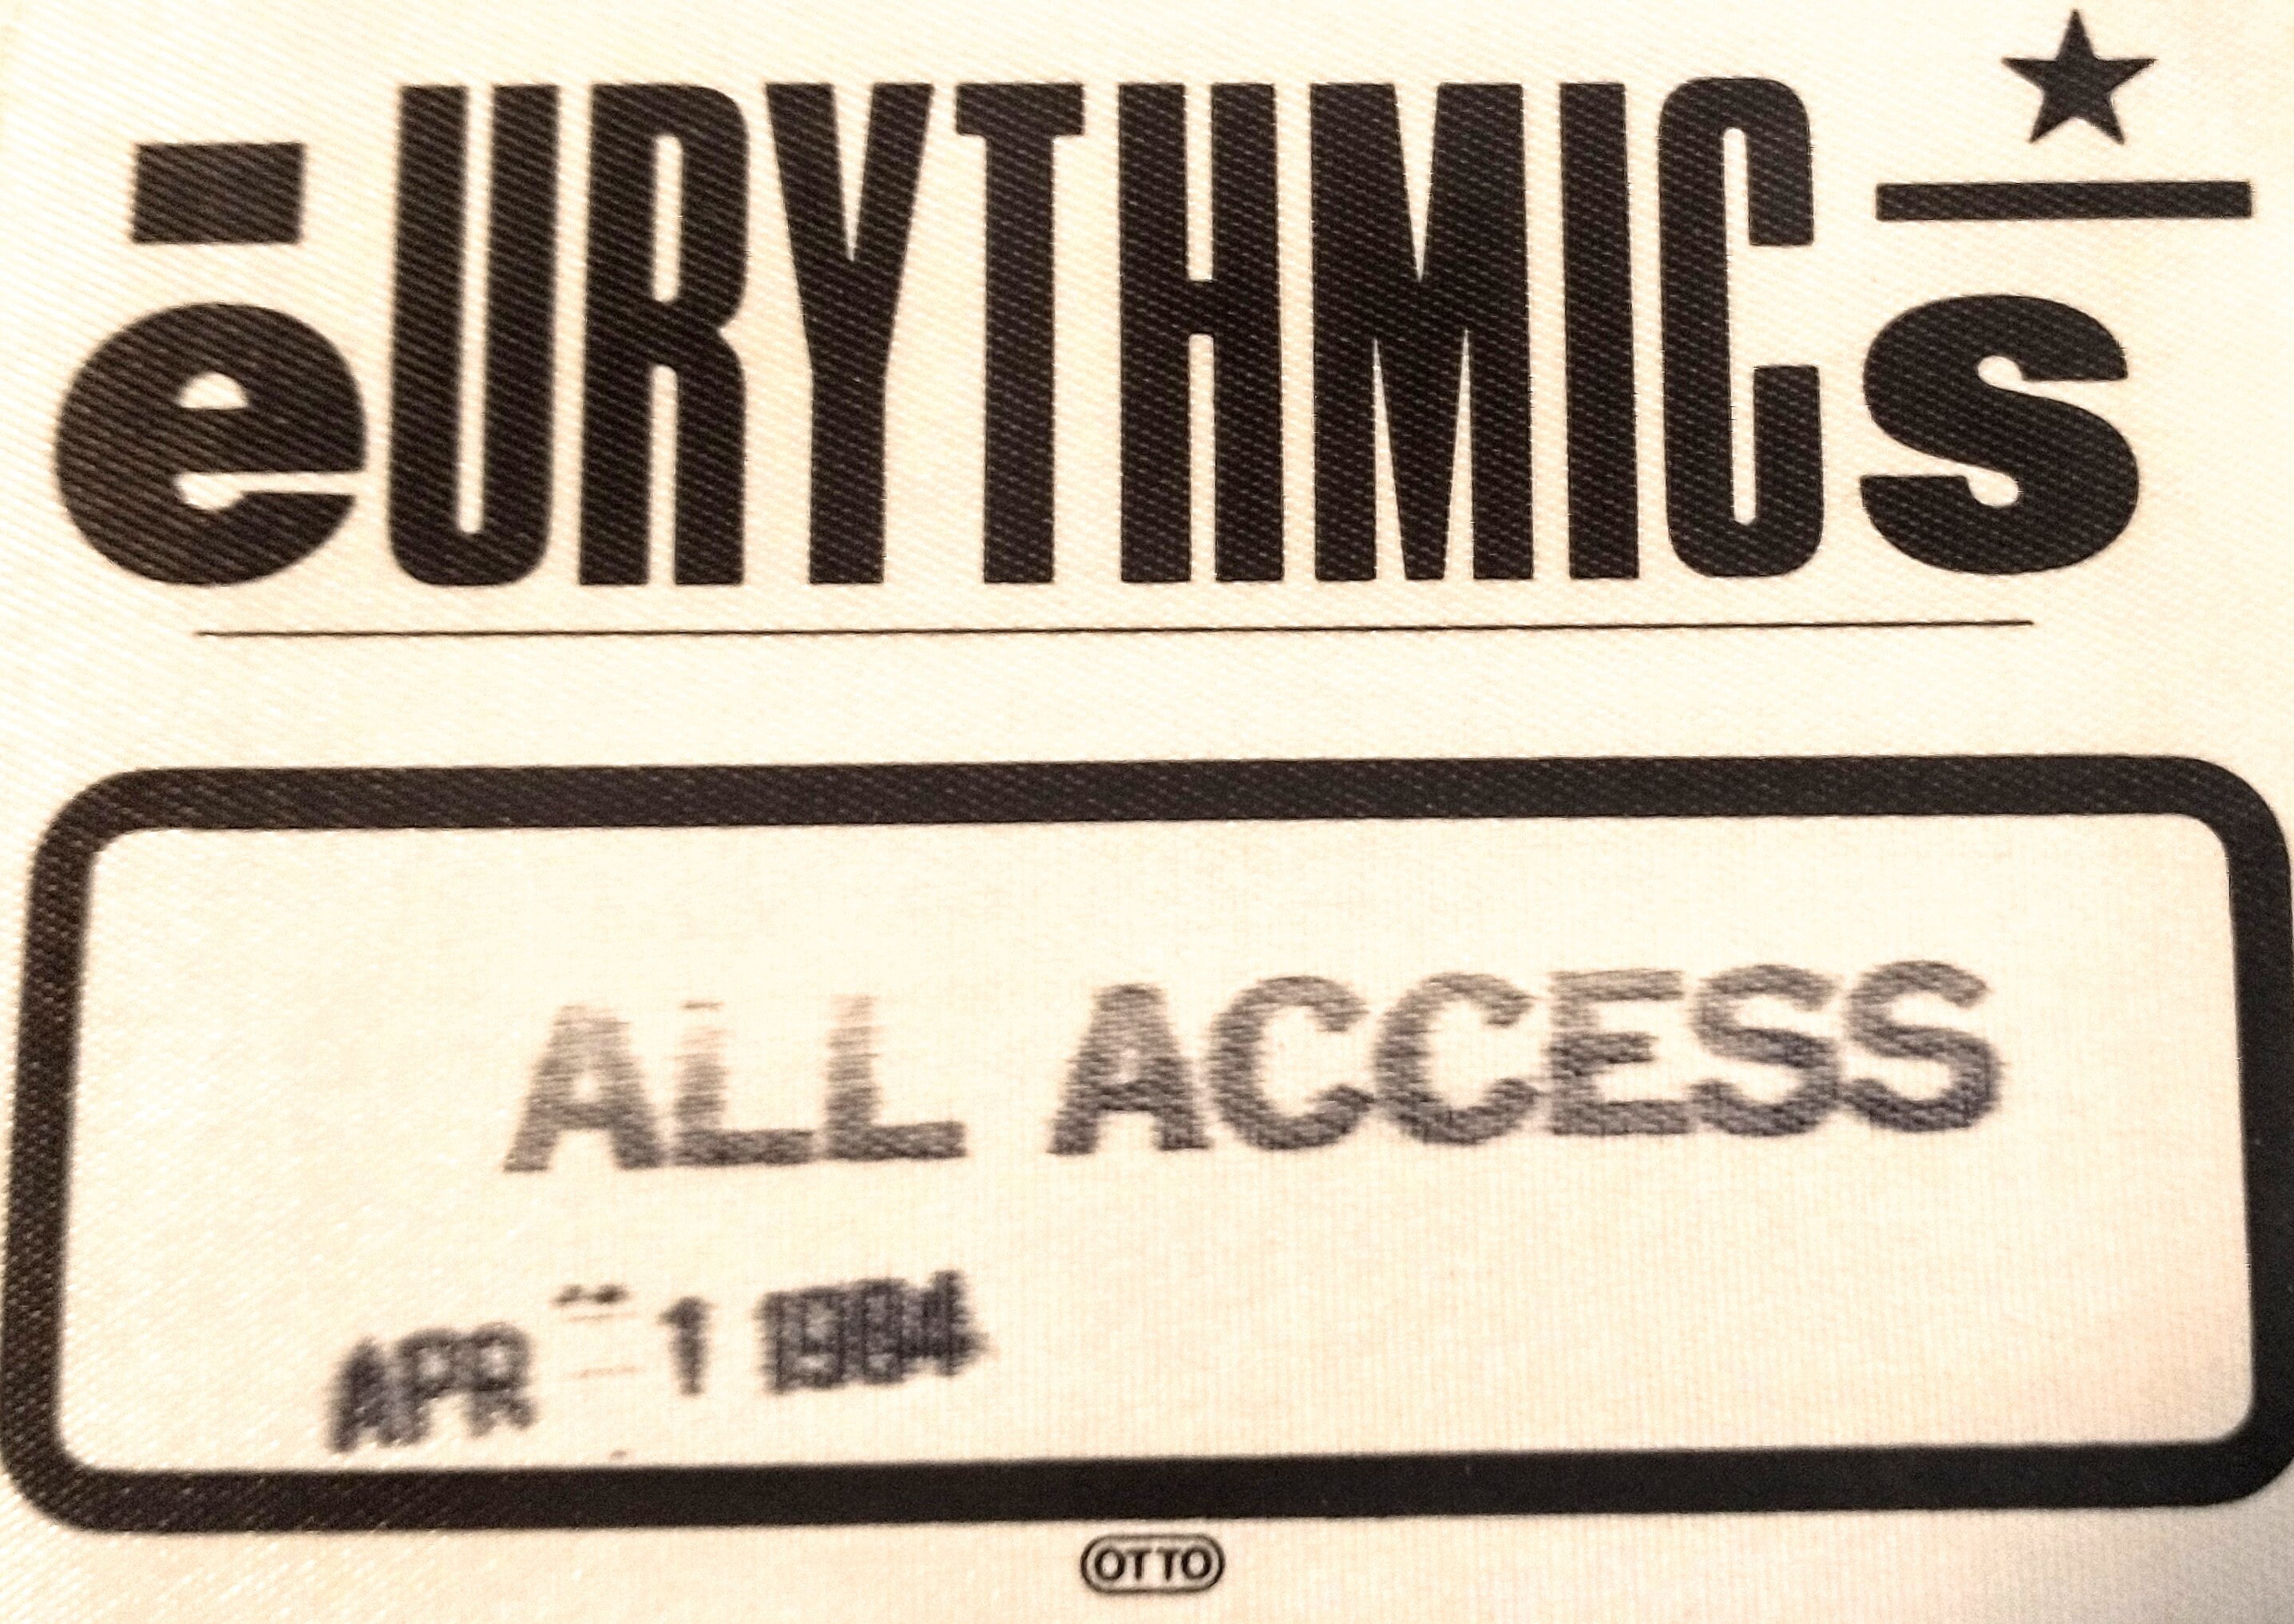 eURYTHMICs
ALL ACCESS
APR - 1 1984
OTTO